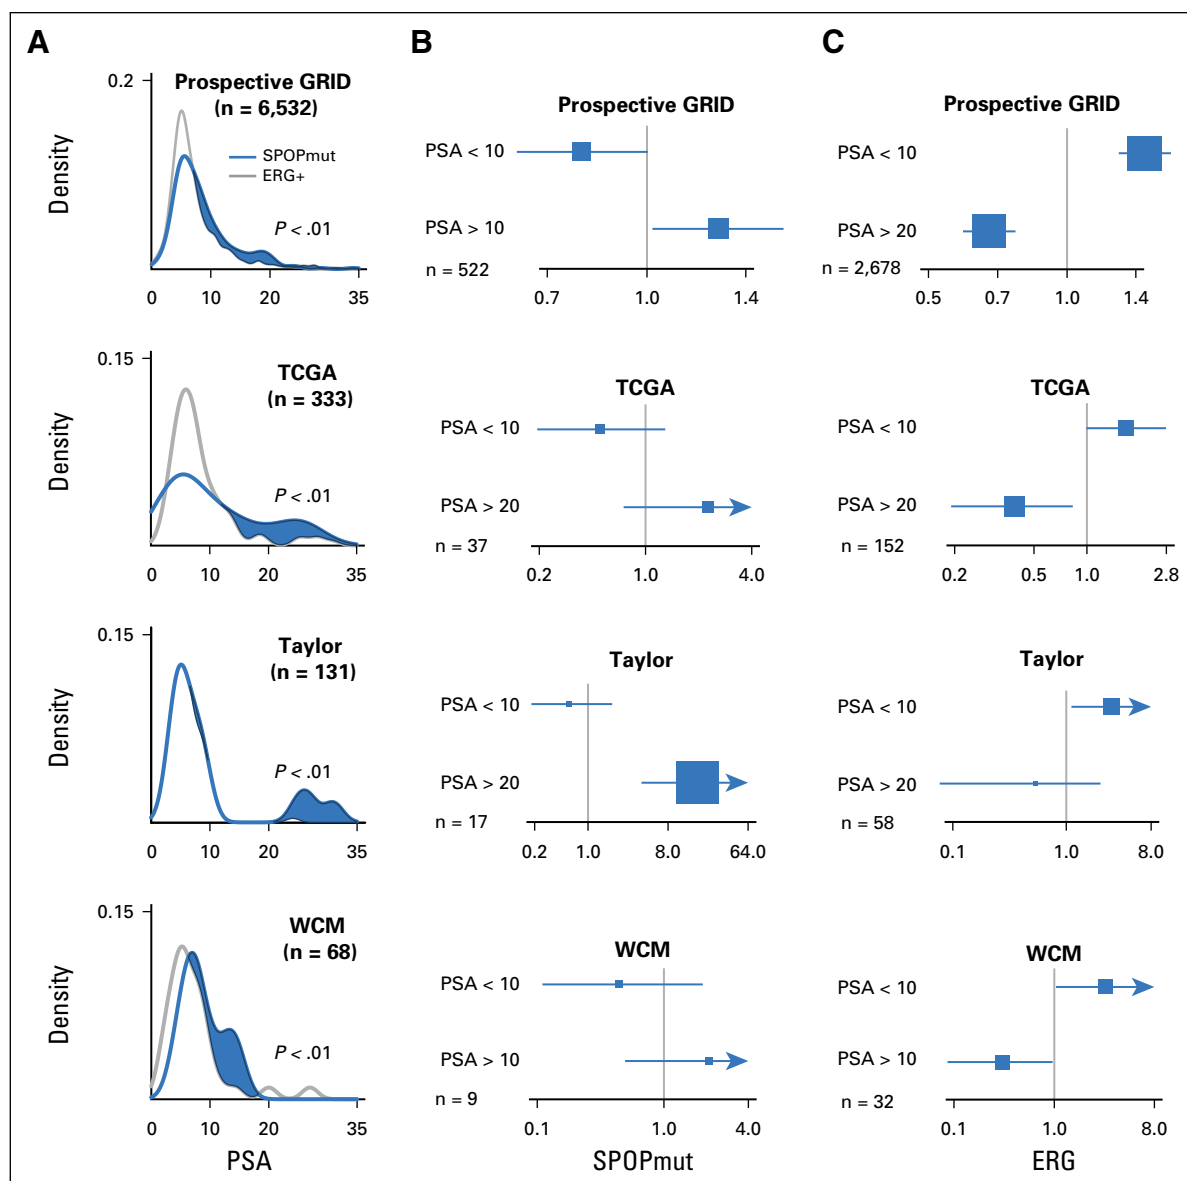 A
B
C
0.2
Prospective GRID
(n = 6,532)
SPOPmut
ERG+
P < .01
Density
0
10
20
35
Prospective GRID
PSA < 10
PSA > 10
n = 522
0.7
1.0
1.4
Prospective GRID
PSA < 10
PSA > 20
n = 2,678
0.5
0.7
1.0
1.4
0.15
TCGA
(n = 333)
P < .01
Density
0
10
20
35
TCGA
PSA < 10
PSA > 20
n = 37
0.2
1.0
4.0
TCGA
PSA < 10
PSA > 20
n = 152
0.2
0.5
1.0
2.8
0.15
Taylor
(n = 131)
P < .01
Density
0
10
20
35
Taylor
PSA < 10
PSA > 20
n = 17
0.2
1.0
8.0
64.0
Taylor
PSA < 10
PSA > 20
n = 58
0.1
1.0
8.0
0.15
WCM
(n = 68)
P < .01
Density
0
10
20
35
PSA
WCM
PSA < 10
PSA > 10
n = 9
0.1
1.0
4.0
SPOPmut
WCM
PSA < 10
PSA > 10
n = 32
0.1
1.0
8.0
ERG